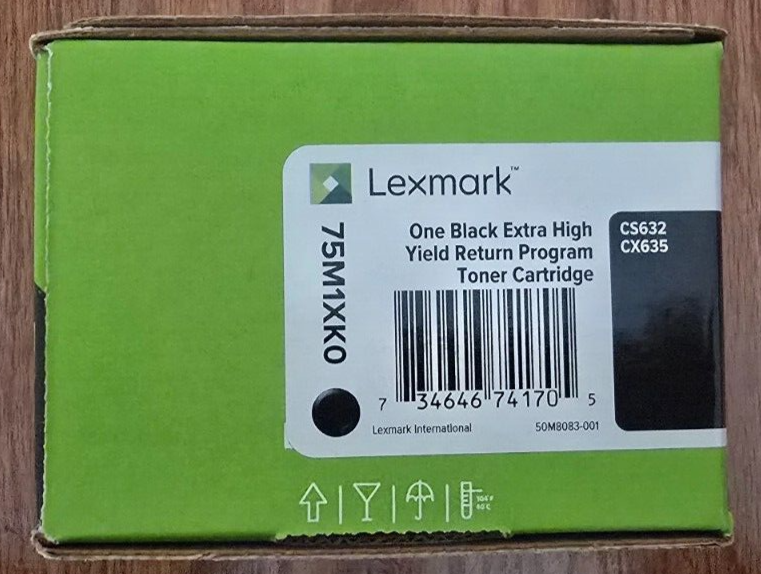 Lexmark™
75M1XK0
One Black Extra High
Yield Return Program
Toner Cartridge
CS632
CX635
7 34646 74170 5
Lexmark International
50M8083-001